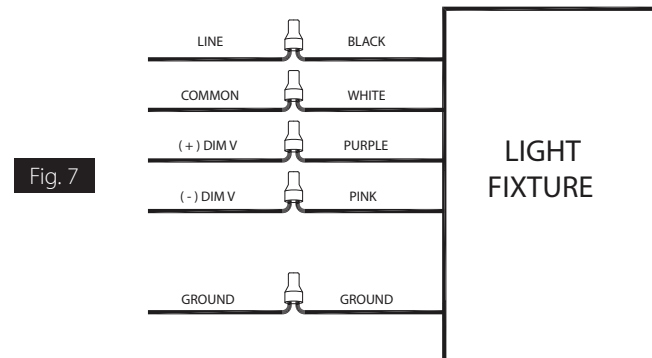 LINE BLACK
COMMON WHITE
( + ) DIM V PURPLE
Fig. 7
( - ) DIM V PINK
GROUND GROUND
LIGHT
FIXTURE